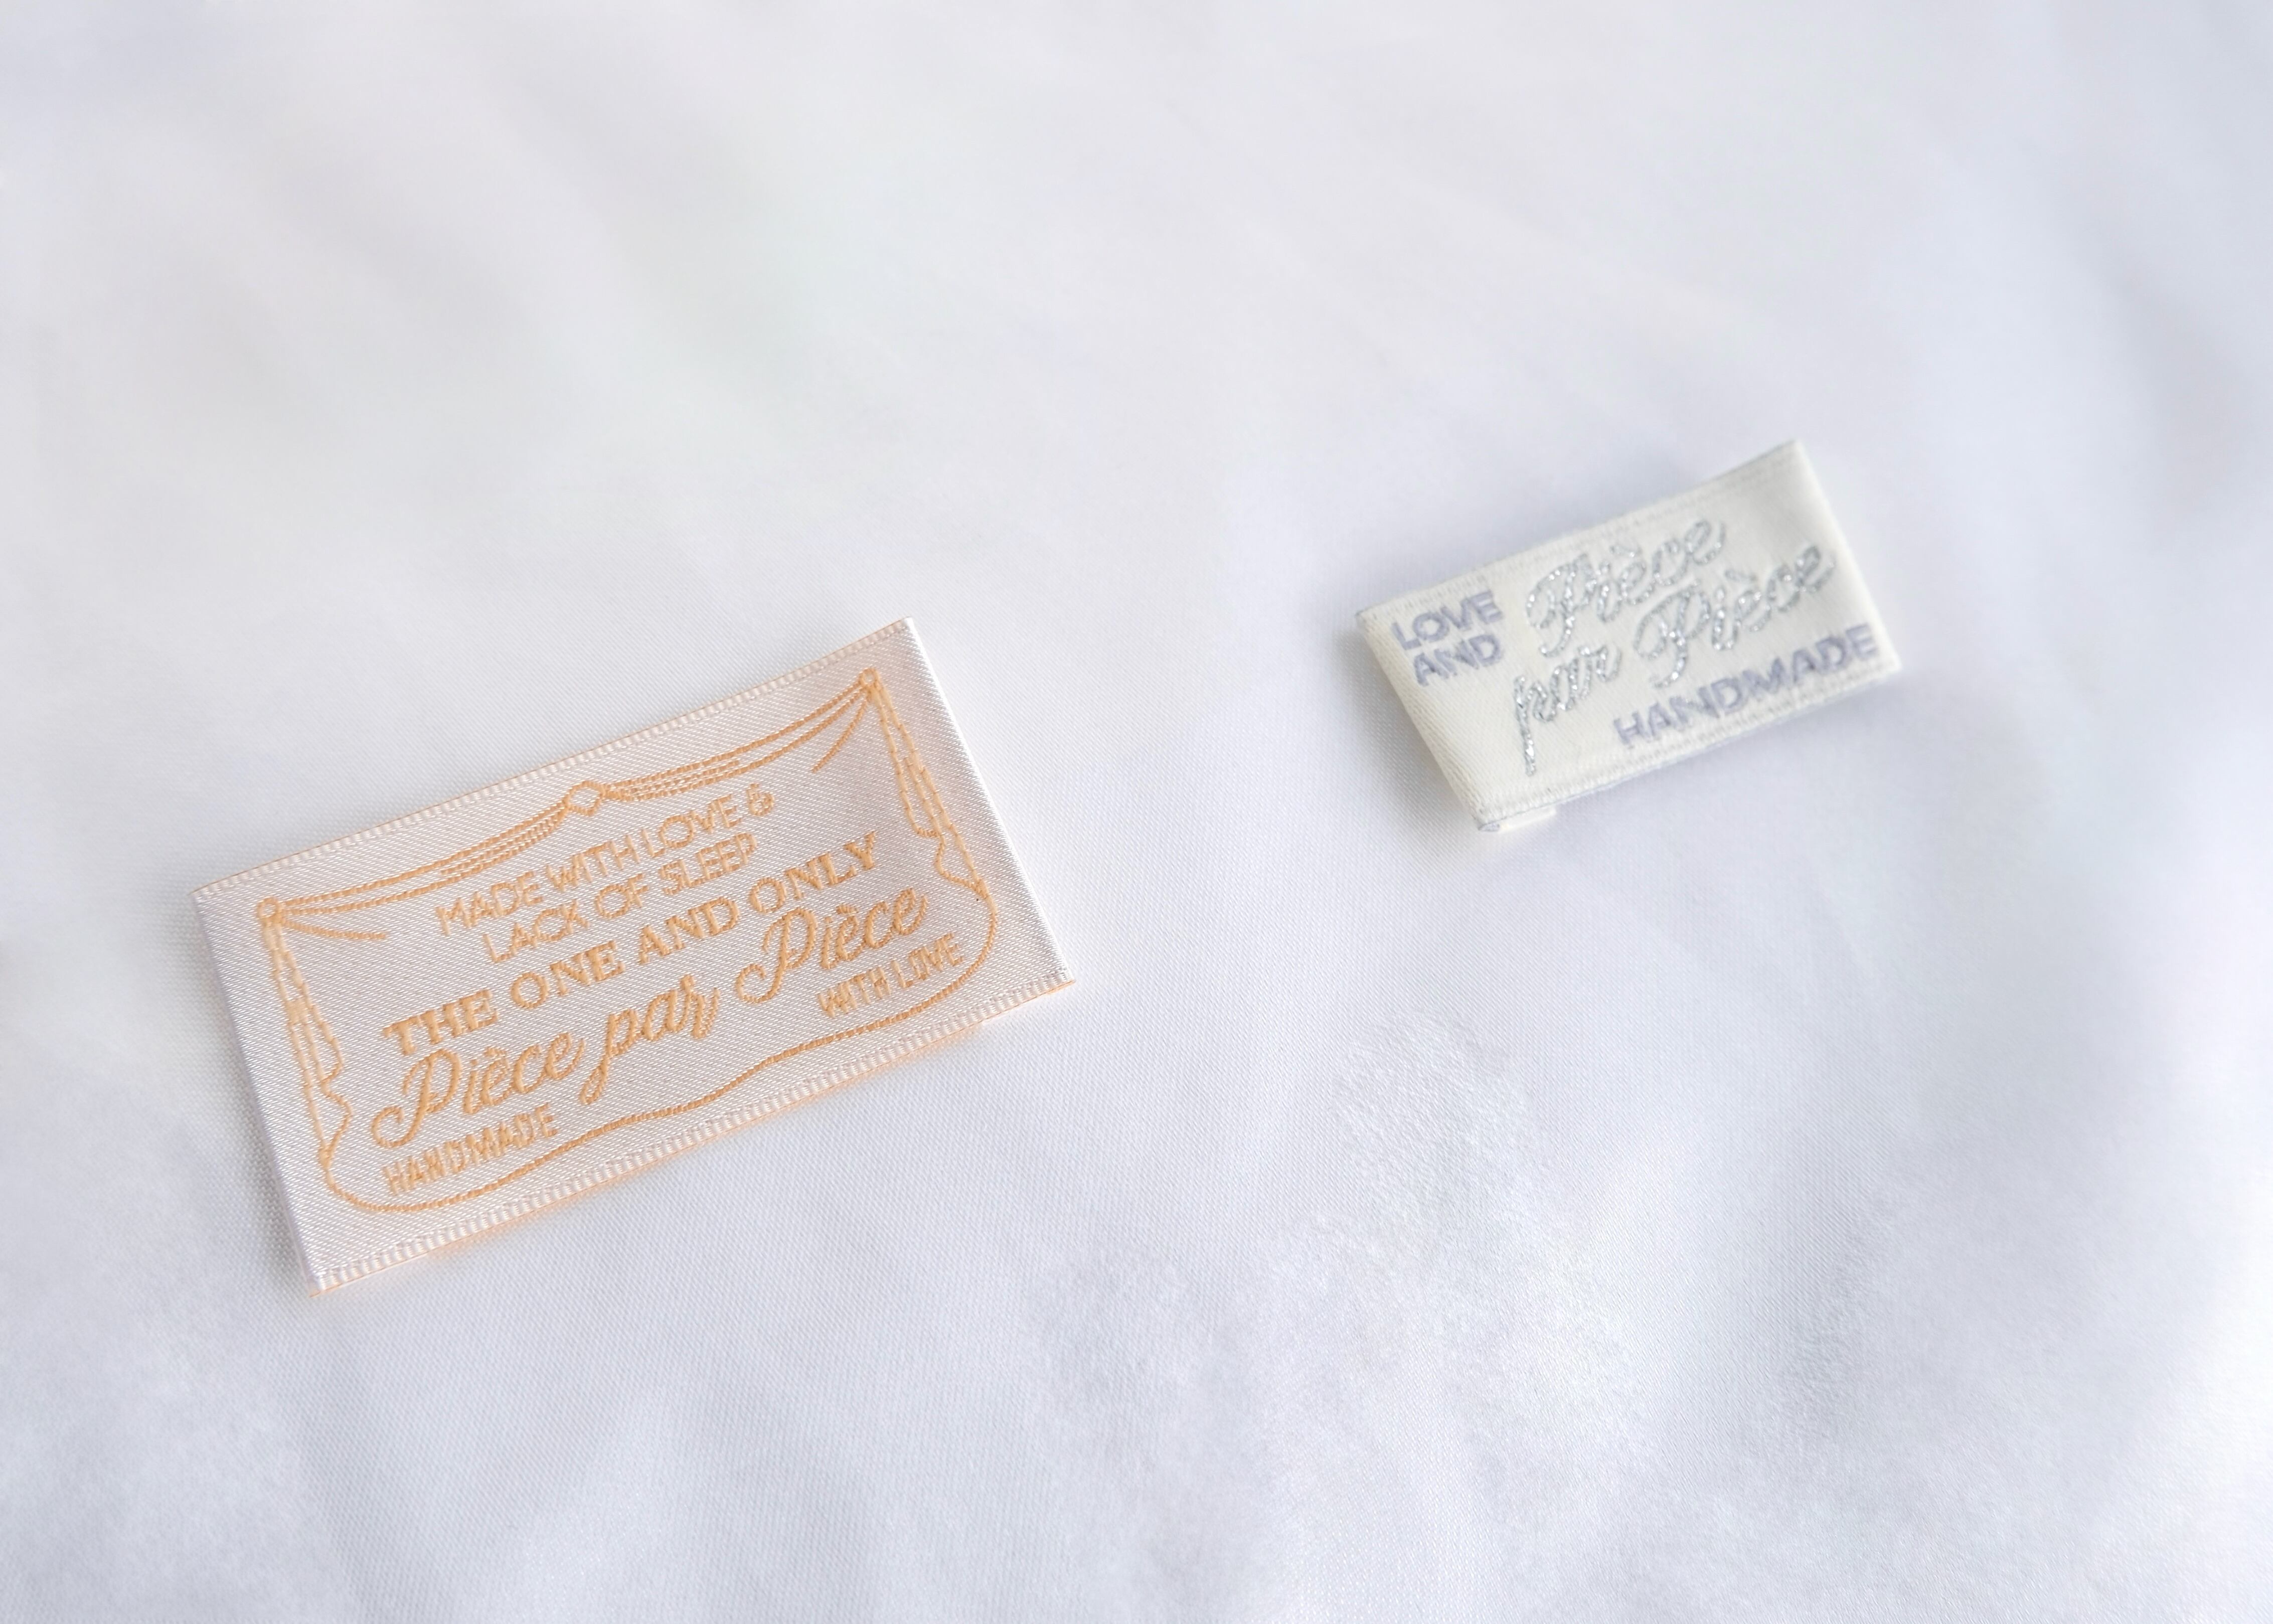 MADE WITH LOVE &
LACK OF SLEEP
THE ONE AND ONLY
Pièce par Pièce
WITH LOVE
HANDMADE
LOVE
AND
Pièce
par Pièce
HANDMADE